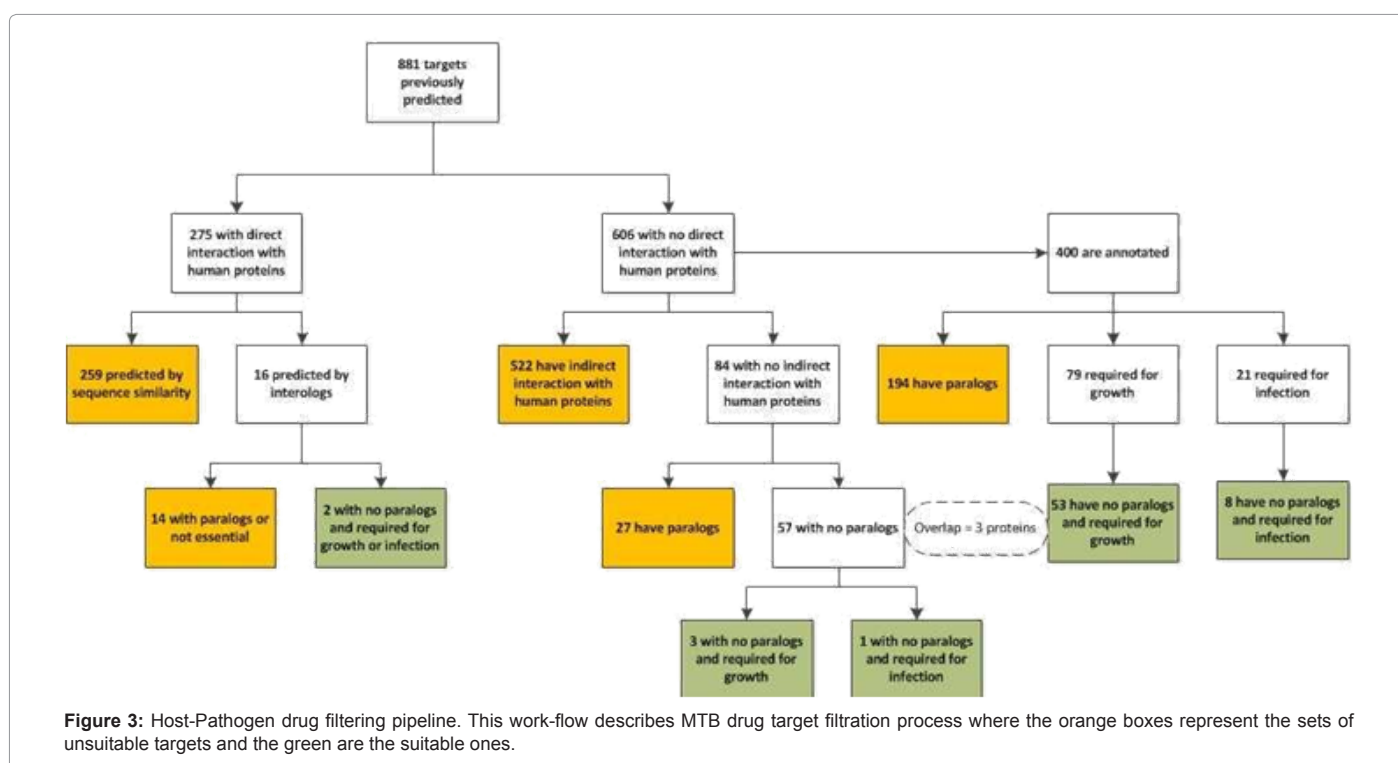 881 targets
previously
predicted
275 with direct
interaction with
human proteins
606 with no direct
interaction with
human proteins
400 are annotated
259 predicted by
sequence similarity
16 predicted by
interologs
522 have indirect
interaction with
human proteins
84 with no indirect
interaction with
human proteins
194 have paralogs
79 required for
growth
21 required for
infection
14 with paralogs or
not essential
2 with no paralogs
and required for
growth or infection
27 have paralogs
57 with no paralogs
Overlap = 3 proteins
53 have no paralogs
and required for
growth
8 have no paralogs
and required for
infection
3 with no paralogs
and required for
growth
1 with no paralogs
and required for
infection
Figure 3: Host-Pathogen drug filtering pipeline. This work-flow describes MTB drug target filtration process where the orange boxes represent the sets of
unsuitable targets and the green are the suitable ones.